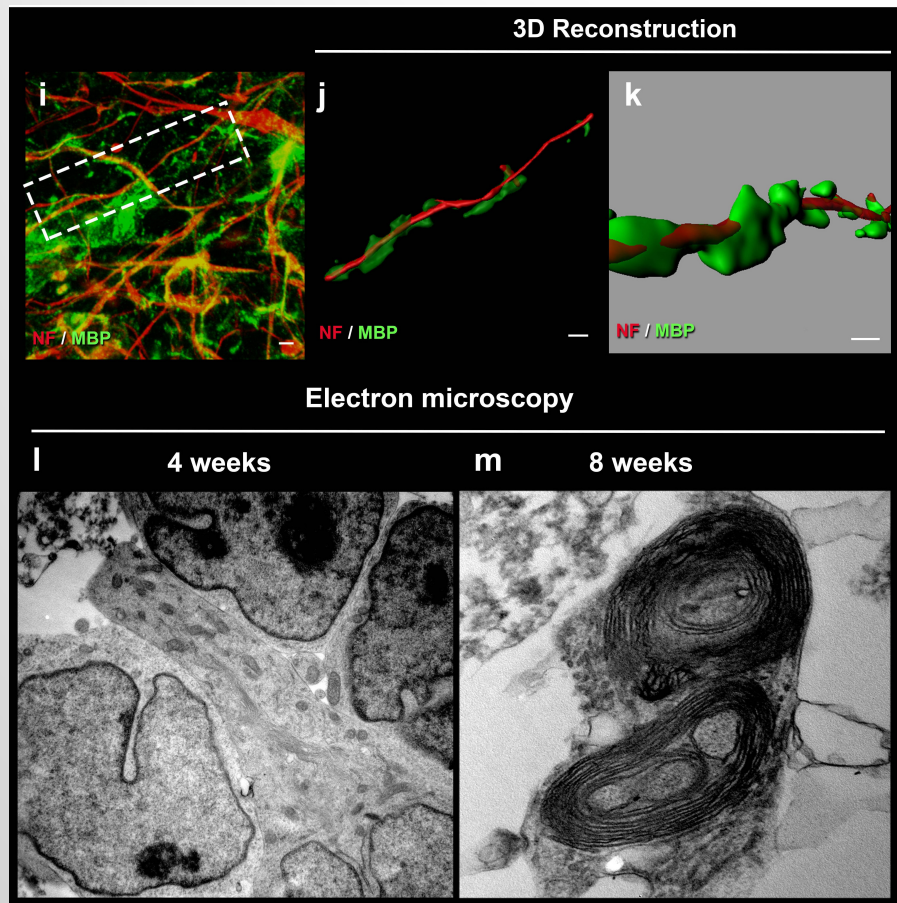 3D Reconstruction
i
j
k
NF / MBP
NF / MBP
NF / MBP
Electron microscopy
l
4 weeks
m
8 weeks